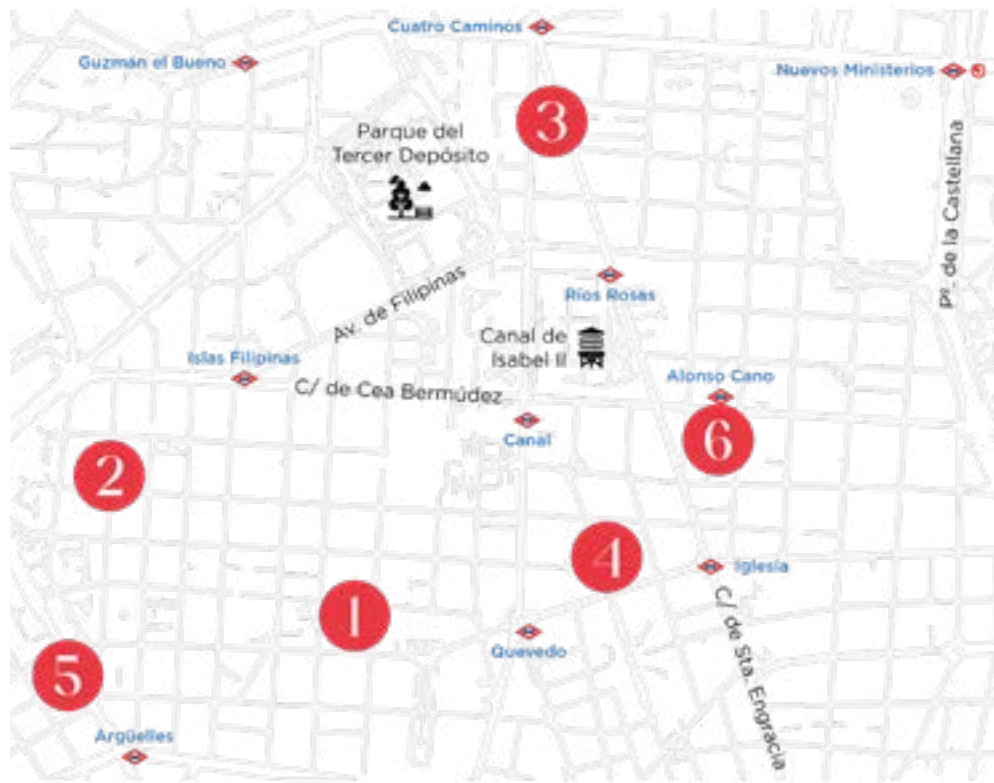 Cuatro Caminos
Guzmán el Bueno
Nuevos Ministerios
3
Parque del
Tercer Depósito
Pº. de la Castellana
Av. de Filipinas
Ríos Rosas
Canal de
Isabel II
Islas Filipinas
C/ de Cea Bermúdez
Alonso Cano
Canal
6
2
4
Iglesia
1
C/ de Sta. Engracia
Quevedo
5
Argüelles